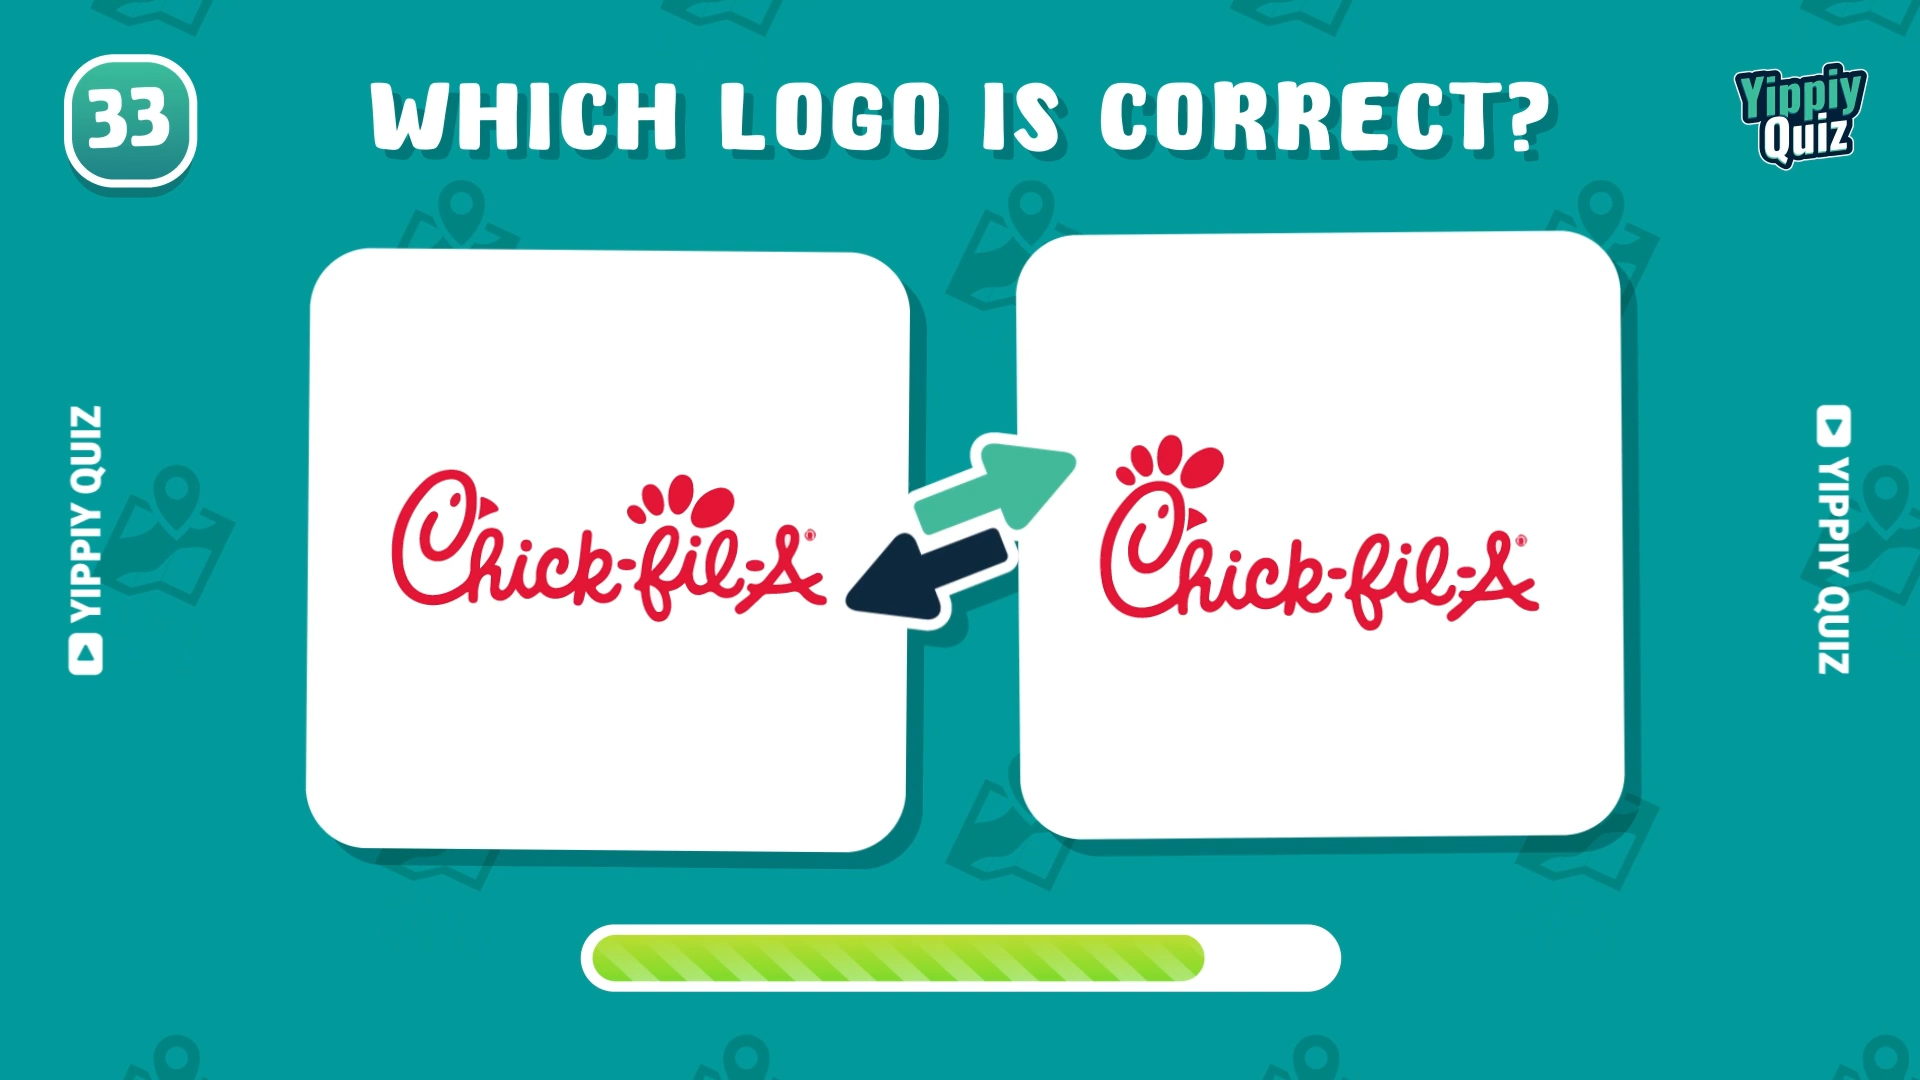 33
WHICH LOGO IS CORRECT?
Yippiy
Quiz
YIPPIY QUIZ
Chick-fil-A®
Chick-fil-A®
YIPPIY QUIZ